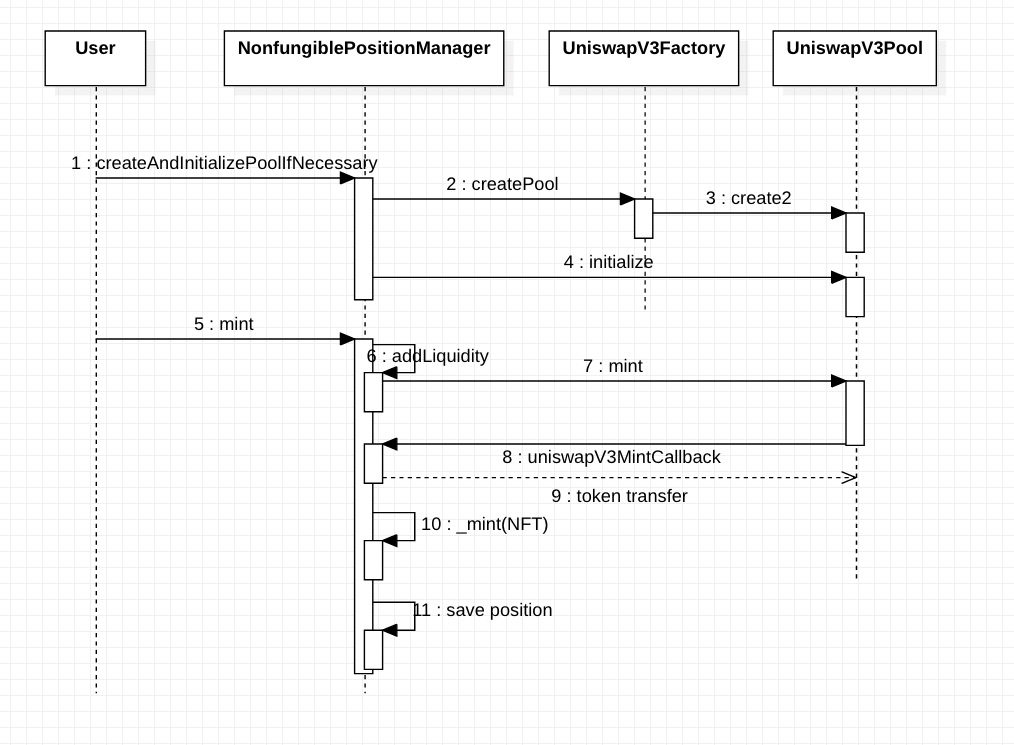 User
NonfungiblePositionManager
UniswapV3Factory
UniswapV3Pool
1 : createAndInitializePoolIfNecessary
2 : createPool
3 : create2
4 : initialize
5 : mint
6 : addLiquidity
7 : mint
8 : uniswapV3MintCallback
9 : token transfer
10 : _mint(NFT)
11 : save position